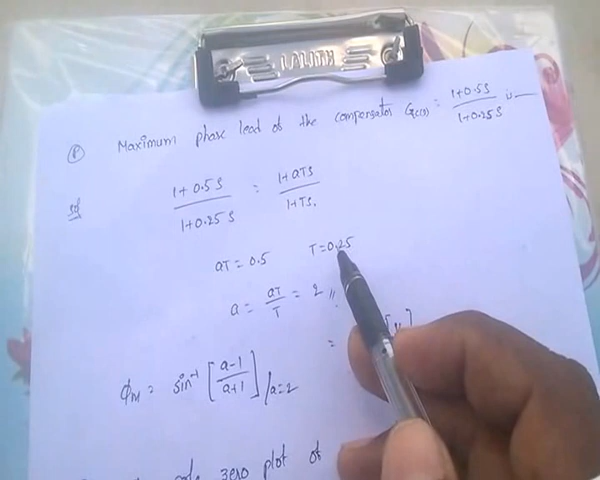 LALITH
(P) Maximum phase lead of the compensator Gc(s) = (1+0.5S)/(1+0.25S) is —
Sol (1+0.5S)/(1+0.25S) = (1+aTS)/(1+TS).
aT = 0.5 T = 0.25
a = aT/T = 2 //.
ϕM = sin⁻¹ [(a-1)/(a+1)] /a=2 =
zero plot of